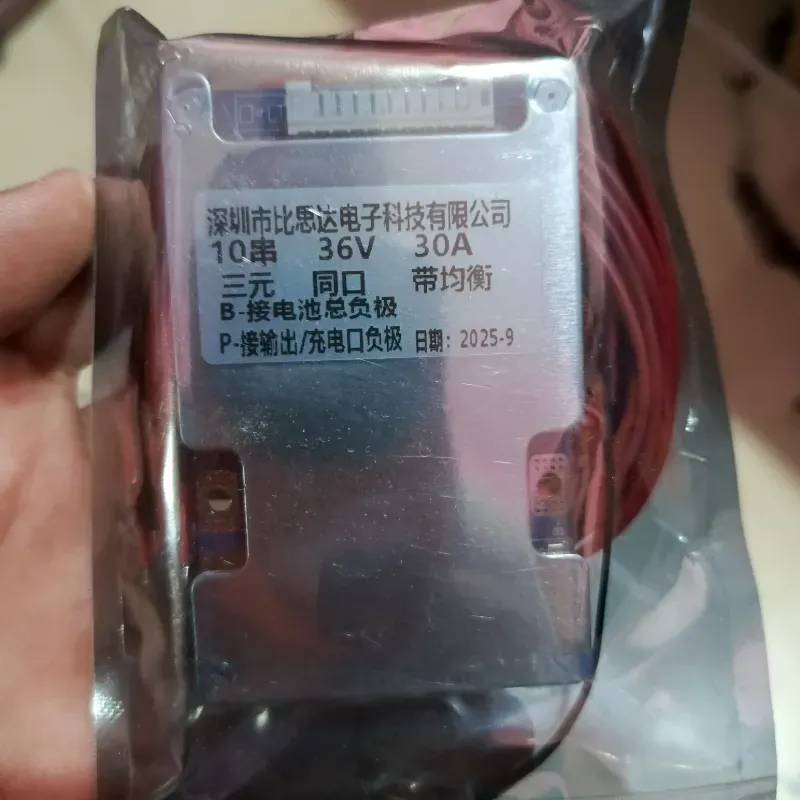 深圳市比思达电子科技有限公司
10串 36V 30A
三元 同口 带均衡
B-接电池总负极
P-接输出/充电口负极 日期：2025-9